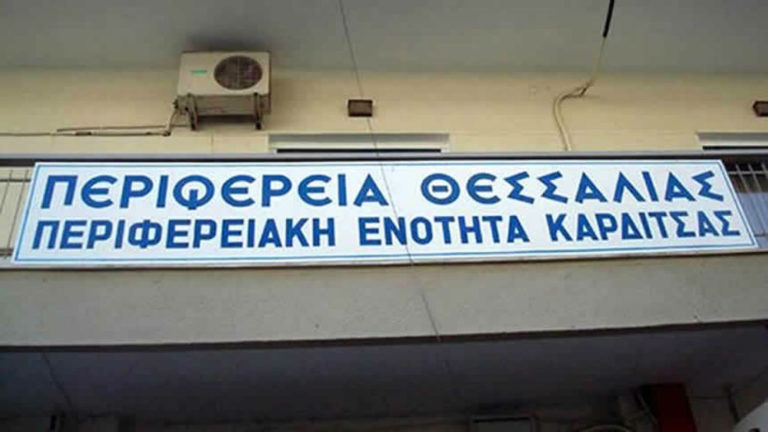 ΠΕΡΙΦΕΡΕΙΑ ΘΕΣΣΑΛΙΑΣ
ΠΕΡΙΦΕΡΕΙΑΚΗ ΕΝΟΤΗΤΑ ΚΑΡΔΙΤΣΑΣ